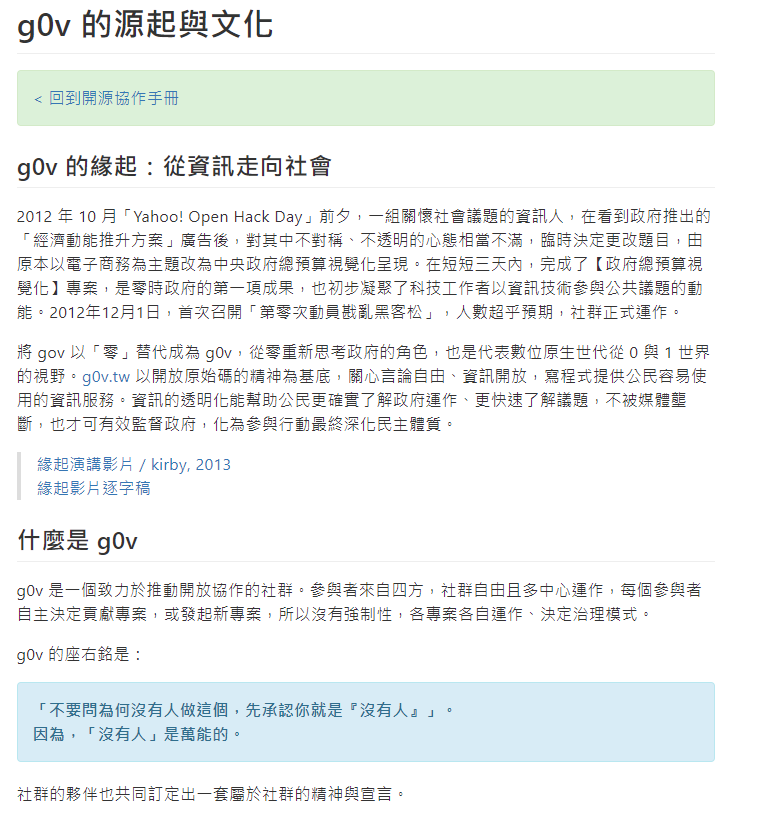 g0v 的源起與文化
< 回到開源協作手冊
g0v 的緣起：從資訊走向社會
2012 年 10 月「Yahoo! Open Hack Day」前夕，一組關懷社會議題的資訊人，在看到政府推出的
「經濟動能推升方案」廣告後，對其中不對稱、不透明的心態相當不滿，臨時決定更改題目，由
原本以電子商務為主題改為中央政府總預算視覺化呈現。在短短三天內，完成了【政府總預算視
覺化】專案，是零時政府的第一項成果，也初步凝聚了科技工作者以資訊技術參與公共議題的動
能。2012年12月1日，首次召開「第零次動員戡亂黑客松」，人數超乎預期，社群正式運作。
將 gov 以「零」替代成為 g0v，從零重新思考政府的角色，也是代表數位原生世代從 0 與 1 世界
的視野。g0v.tw 以開放原始碼的精神為基底，關心言論自由、資訊開放，寫程式提供公民容易使
用的資訊服務。資訊的透明化能幫助公民更確實了解政府運作、更快速了解議題，不被媒體壟
斷，也才可有效監督政府，化為參與行動最終深化民主體質。
緣起演講影片 / kirby, 2013
緣起影片逐字稿
什麼是 g0v
g0v 是一個致力於推動開放協作的社群。參與者來自四方，社群自由且多中心運作，每個參與者
自主決定貢獻專案，或發起新專案，所以沒有強制性，各專案各自運作、決定治理模式。
g0v 的座右銘是：
「不要問為何沒有人做這個，先承認你就是『沒有人』」。
因為，「沒有人」是萬能的。
社群的夥伴也共同訂定出一套屬於社群的精神與宣言。